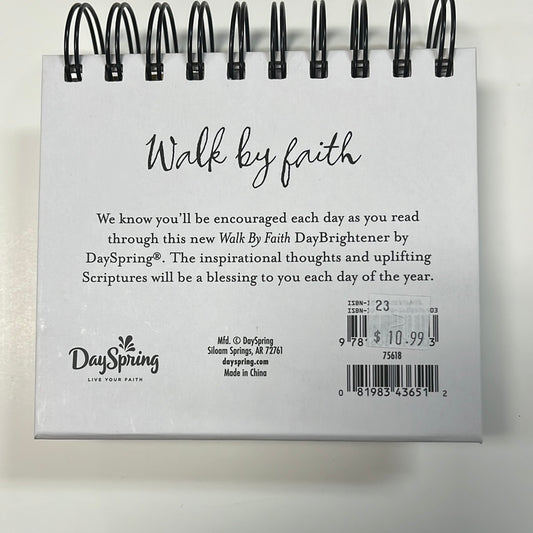 Walk by faith
We know you'll be encouraged each day as you read
through this new Walk By Faith DayBrightener by
DaySpring®. The inspirational thoughts and uplifting
Scriptures will be a blessing to you each day of the year.
DaySpring
LIVE YOUR FAITH
Mfd. © DaySpring
Siloam Springs, AR 72761
dayspring.com
Made in China
23
$ 10.99
75618
0 81983 43651 2